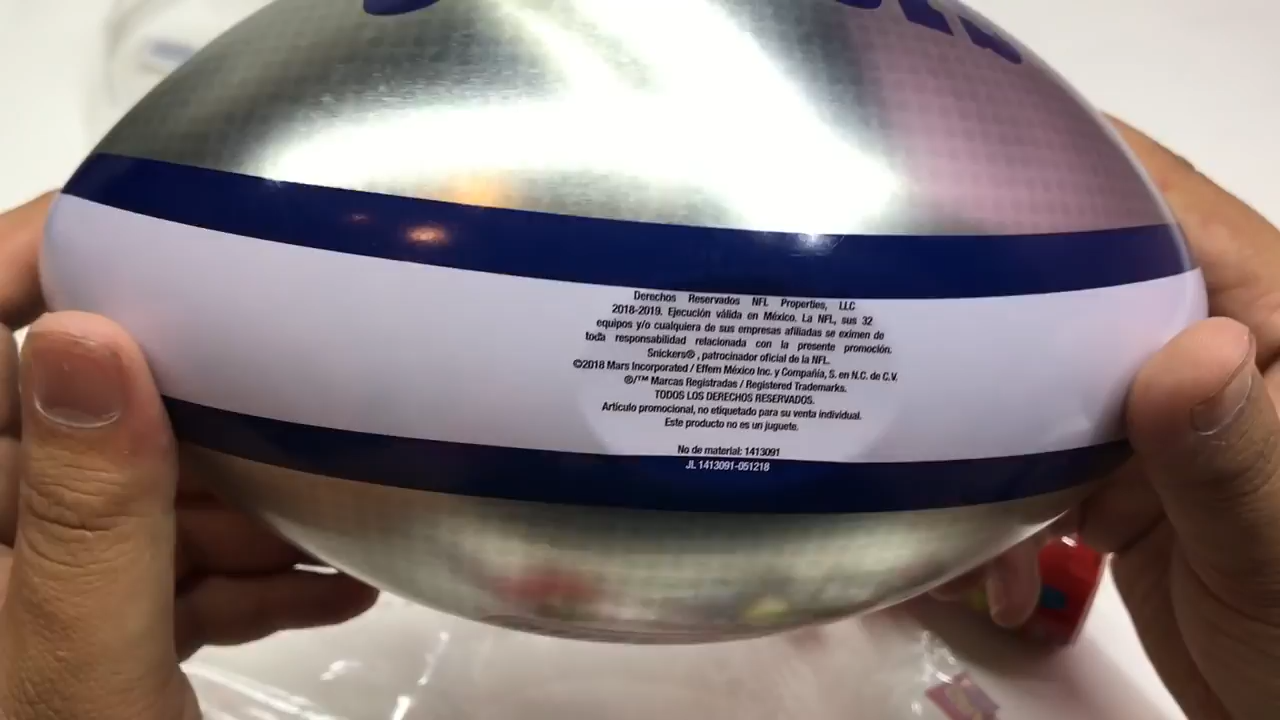 Derechos Reservados NFL Properties, LLC
2018-2019. Ejecución válida en México. La NFL, sus 32
equipos y/o cualquiera de sus empresas afiliadas se eximen de
toda responsabilidad relacionada con la presente promoción.
Snickers®, patrocinador oficial de la NFL.
©2018 Mars Incorporated / Effem México Inc. y Compañía, S. en N.C. de C.V.
®/™ Marcas Registradas / Registered Trademarks.
TODOS LOS DERECHOS RESERVADOS.
Artículo promocional, no etiquetado para su venta individual.
Este producto no es un juguete.
No de material: 1413091
JL 1413091-051218